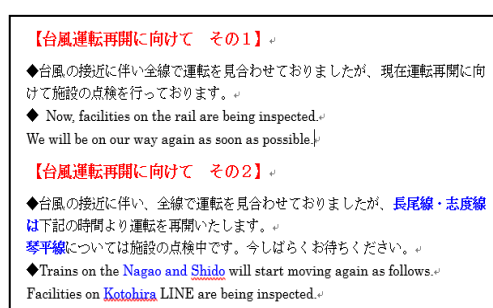 【台風運転再開に向けて　その１】
◆台風の接近に伴い全線で運転を見合わせておりましたが、現在運転再開に向
けて施設の点検を行っております。
◆ Now, facilities on the rail are being inspected.
We will be on our way again as soon as possible.
【台風運転再開に向けて　その２】
◆台風の接近に伴い、全線で運転を見合わせておりましたが、長尾線・志度線
は下記の時間より運転を再開いたします。
琴平線については施設の点検中です。今しばらくお待ちください。
◆Trains on the Nagao and Shido will start moving again as follows.
Facilities on Kotohira LINE are being inspected.